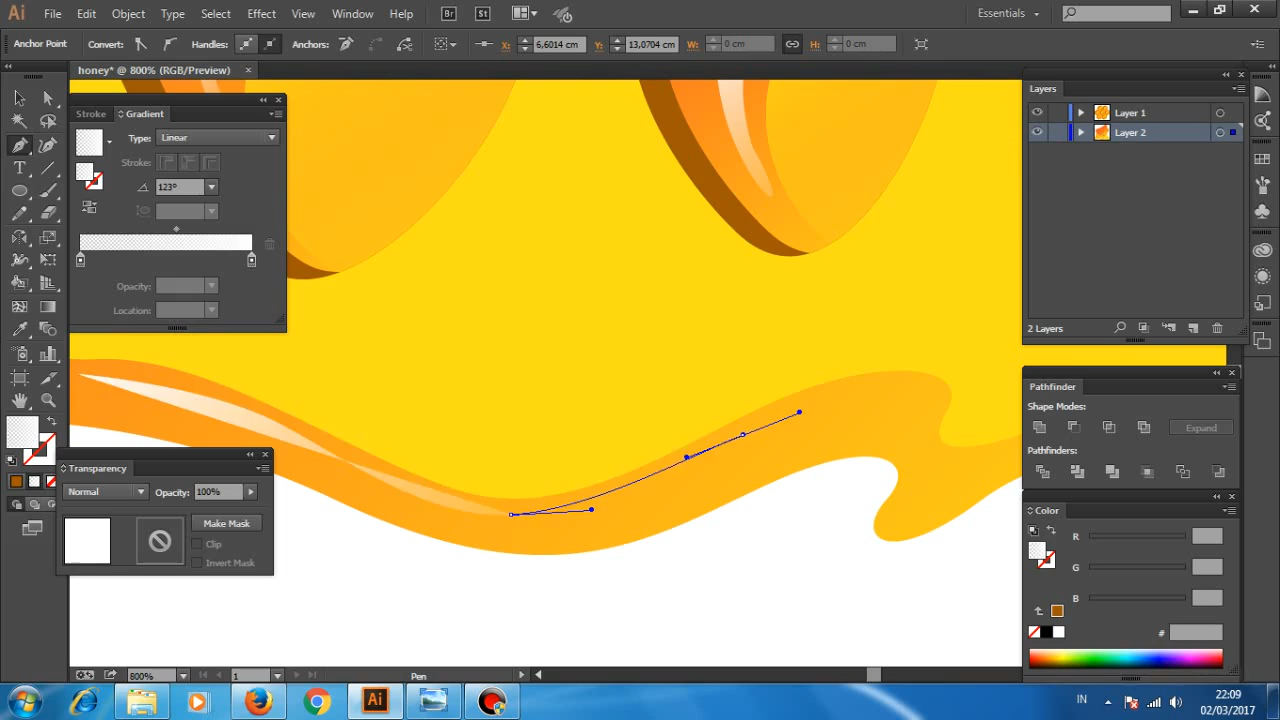 Ai File Edit Object Type Select Effect View Window Help Br St Essentials
Anchor Point Convert: Handles: Anchors: X: 6,6014 cm Y: 13,0704 cm W: 0 cm H: 0 cm
honey* @ 800% (RGB/Preview)
Stroke Gradient
Type: Linear
Stroke:
123°
Opacity:
Location:
Layers
Layer 1
Layer 2
2 Layers
Pathfinder
Shape Modes:
Expand
Pathfinders:
Transparency
Normal Opacity: 100%
Make Mask
Clip
Invert Mask
Color
R
G
B
#
800% 1 Pen
Ai IN 22:09
02/03/2017